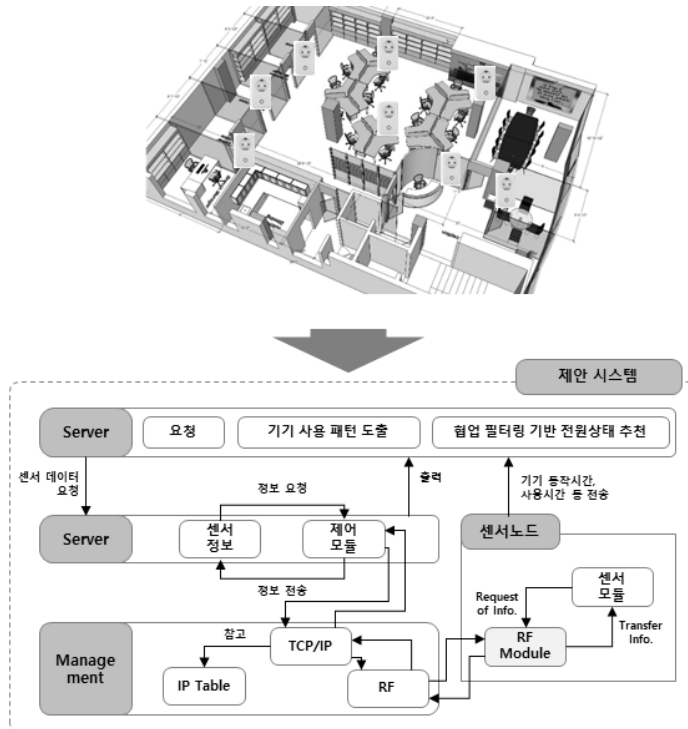 제안 시스템
Server
요청
기기 사용 패턴 도출
협업 필터링 기반 전원상태 추천
센서 데이터
요청
정보 요청
출력
기기 동작시간,
사용시간 등 전송
Server
센서
정보
제어
모듈
센서노드
정보 전송
센서
모듈
Request
of Info.
Transfer
Info.
RF
Module
Manage
ment
참고
TCP/IP
IP Table
RF